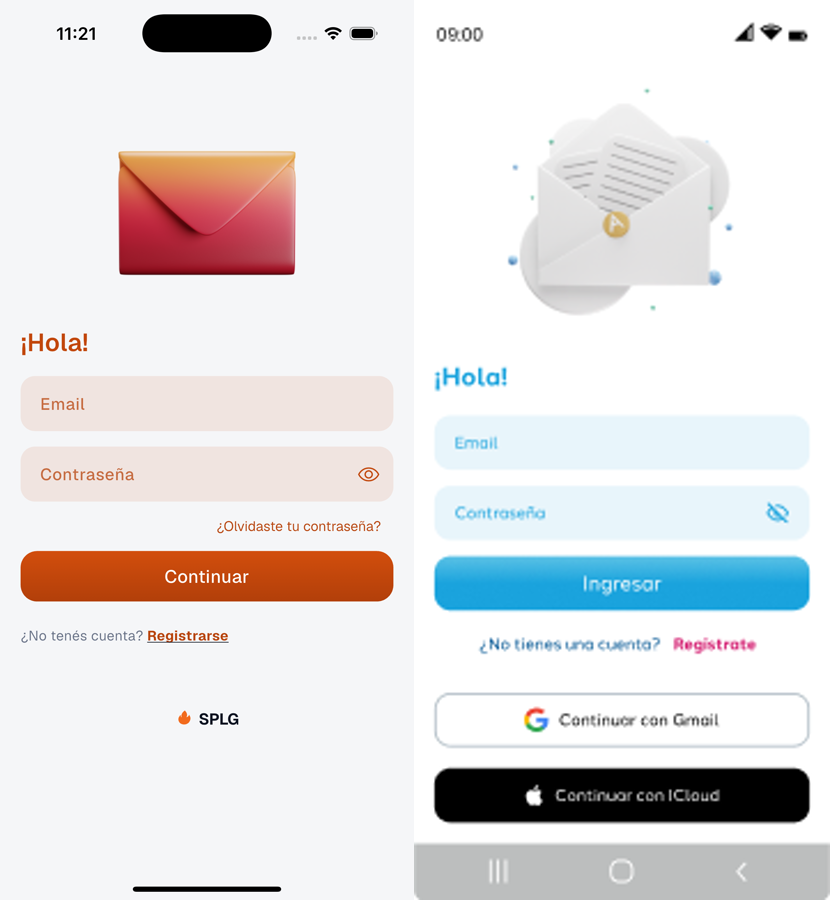 11:21
¡Hola!
Email
Contraseña
¿Olvidaste tu contraseña?
Continuar
¿No tenés cuenta? Registrarse
SPLG
09:00
¡Hola!
Email
Contraseña
Ingresar
¿No tienes una cuenta? Regístrate
Continuar con Gmail
Continuar con ICloud